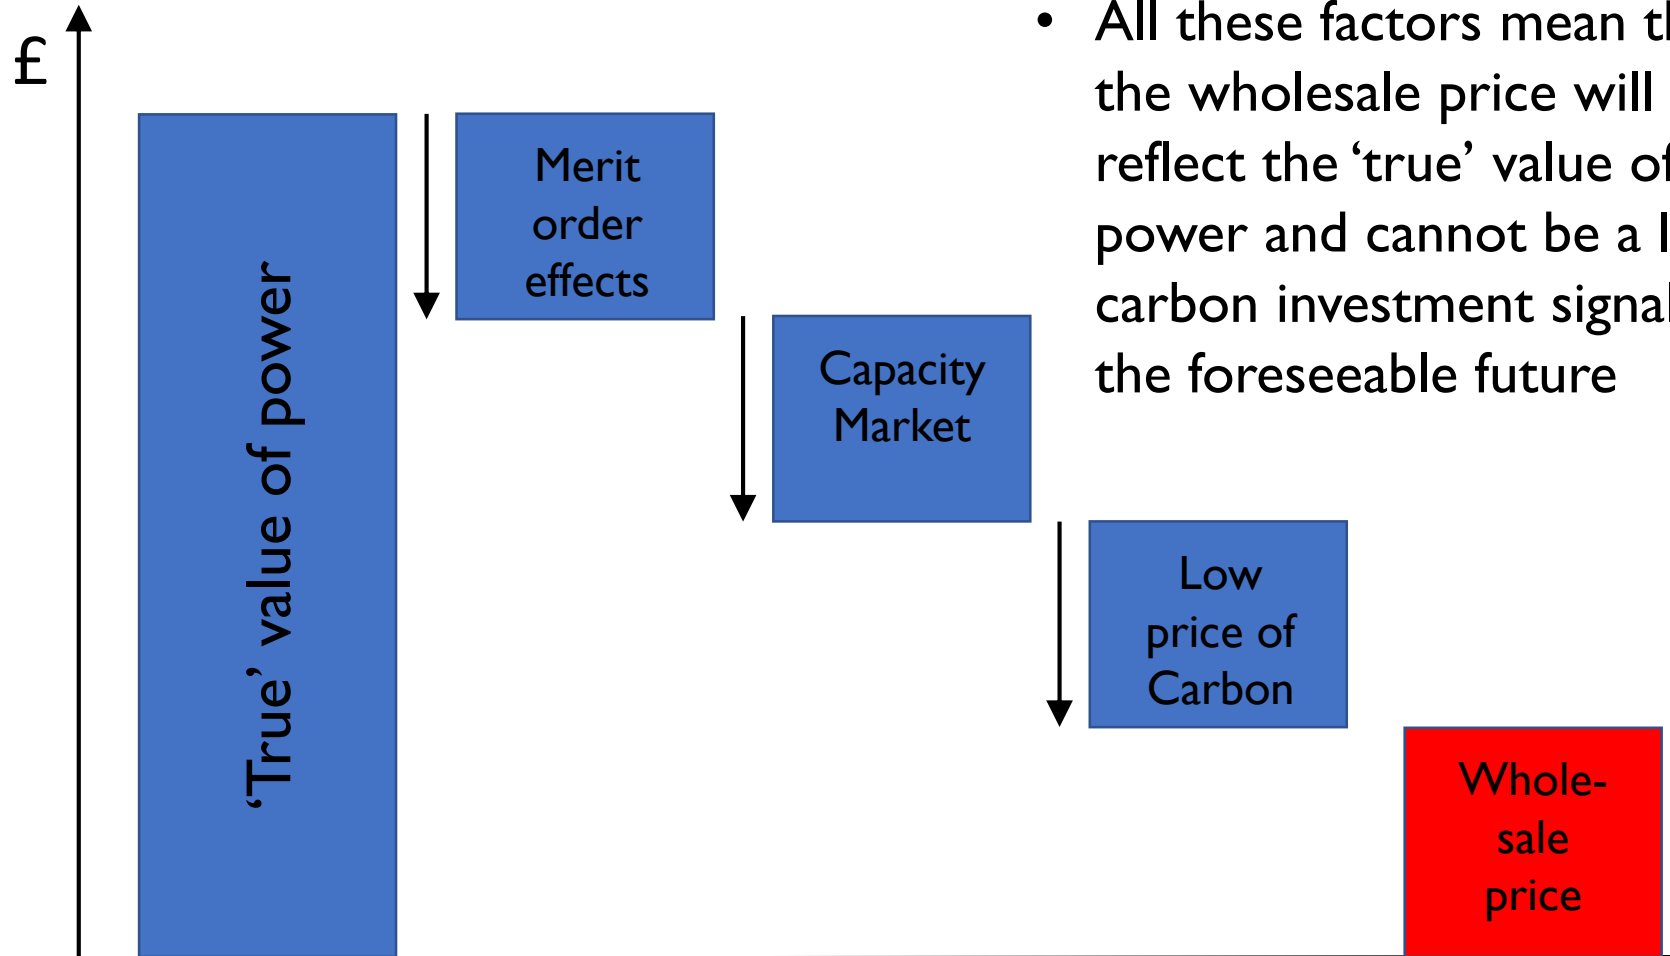 £
• All these factors mean
the wholesale price will
reflect the ‘true’ value of
power and cannot be a
carbon investment signal
the foreseeable future
‘True’ value of power
Merit
order
effects
Capacity
Market
Low
price of
Carbon
Whole-
sale
price